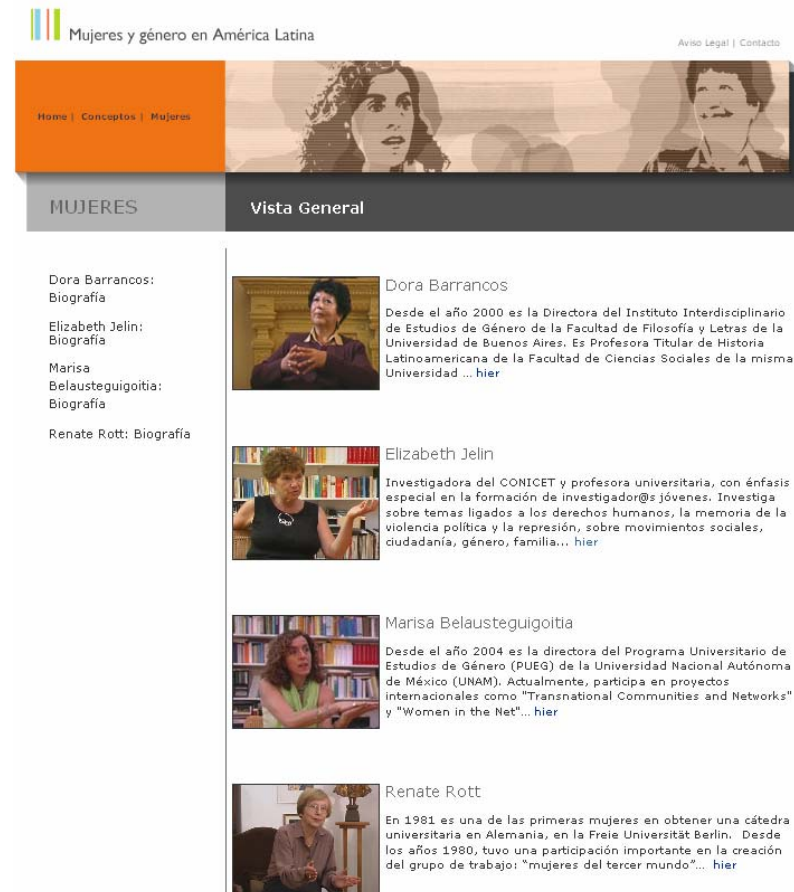 Mujeres y género en América Latina
Aviso Legal | Contacto
Home | Conceptos | Mujeres
MUJERES
Vista General
Dora Barrancos:
Biografía
Elizabeth Jelin:
Biografía
Marisa
Belausteguigoitia:
Biografía
Renate Rott: Biografía
Dora Barrancos
Desde el año 2000 es la Directora del Instituto Interdisciplinario
de Estudios de Género de la Facultad de Filosofía y Letras de la
Universidad de Buenos Aires. Es Profesora Titular de Historia
Latinoamericana de la Facultad de Ciencias Sociales de la misma
Universidad ... hier
Elizabeth Jelin
Investigadora del CONICET y profesora universitaria, con énfasis
especial en la formación de investigador@s jóvenes. Investiga
sobre temas ligados a los derechos humanos, la memoria de la
violencia política y la represión, sobre movimientos sociales,
ciudadanía, género, familia... hier
Marisa Belausteguigoitia
Desde el año 2004 es la directora del Programa Universitario de
Estudios de Género (PUEG) de la Universidad Nacional Autónoma
de México (UNAM). Actualmente, participa en proyectos
internacionales como "Transnational Communities and Networks"
y "Women in the Net"... hier
Renate Rott
En 1981 es una de las primeras mujeres en obtener una cátedra
universitaria en Alemania, en la Freie Universität Berlin. Desde
los años 1980, tuvo una participación importante en la creación
del grupo de trabajo: “mujeres del tercer mundo”... hier